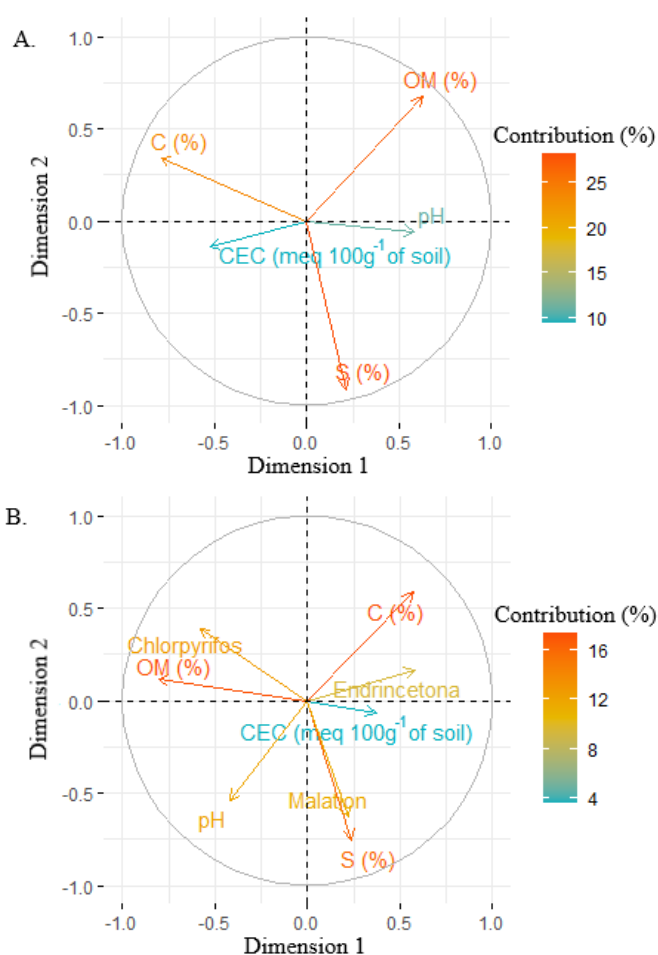 A.
1.0
0.5
0.0
-0.5
-1.0
Dimension 2
OM (%)
C (%)
pH
CEC (meq 100g⁻¹ of soil)
S (%)
-1.0 -0.5 0.0 0.5 1.0
Dimension 1
Contribution (%)
25
20
15
10
B.
1.0
0.5
0.0
-0.5
-1.0
Dimension 2
C (%)
Chlorpyrifos
OM (%)
Endrincetona
CEC (meq 100g⁻¹ of soil)
Malation
pH
S (%)
-1.0 -0.5 0.0 0.5 1.0
Dimension 1
Contribution (%)
16
12
8
4